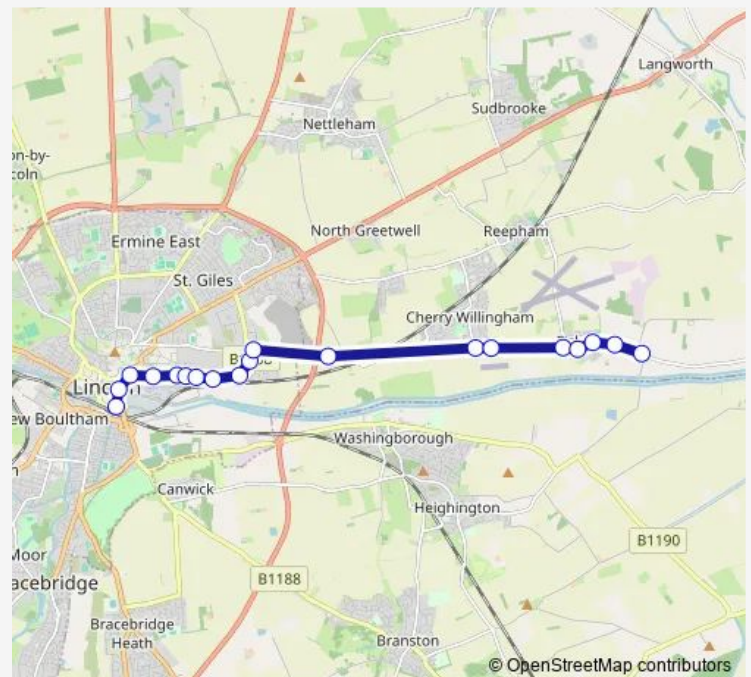 Langworth
Sudbrooke
Nettleham
on-by-
coln
North Greetwell
Reepham
Ermine East
St. Giles
Cherry Willingham
B1308
Lincoln
ew Boultham
Washingborough
Canwick
Heighington
B1190
Moor
acebridge
B1188
Bracebridge
Heath
Branston
© OpenStreetMap contributors